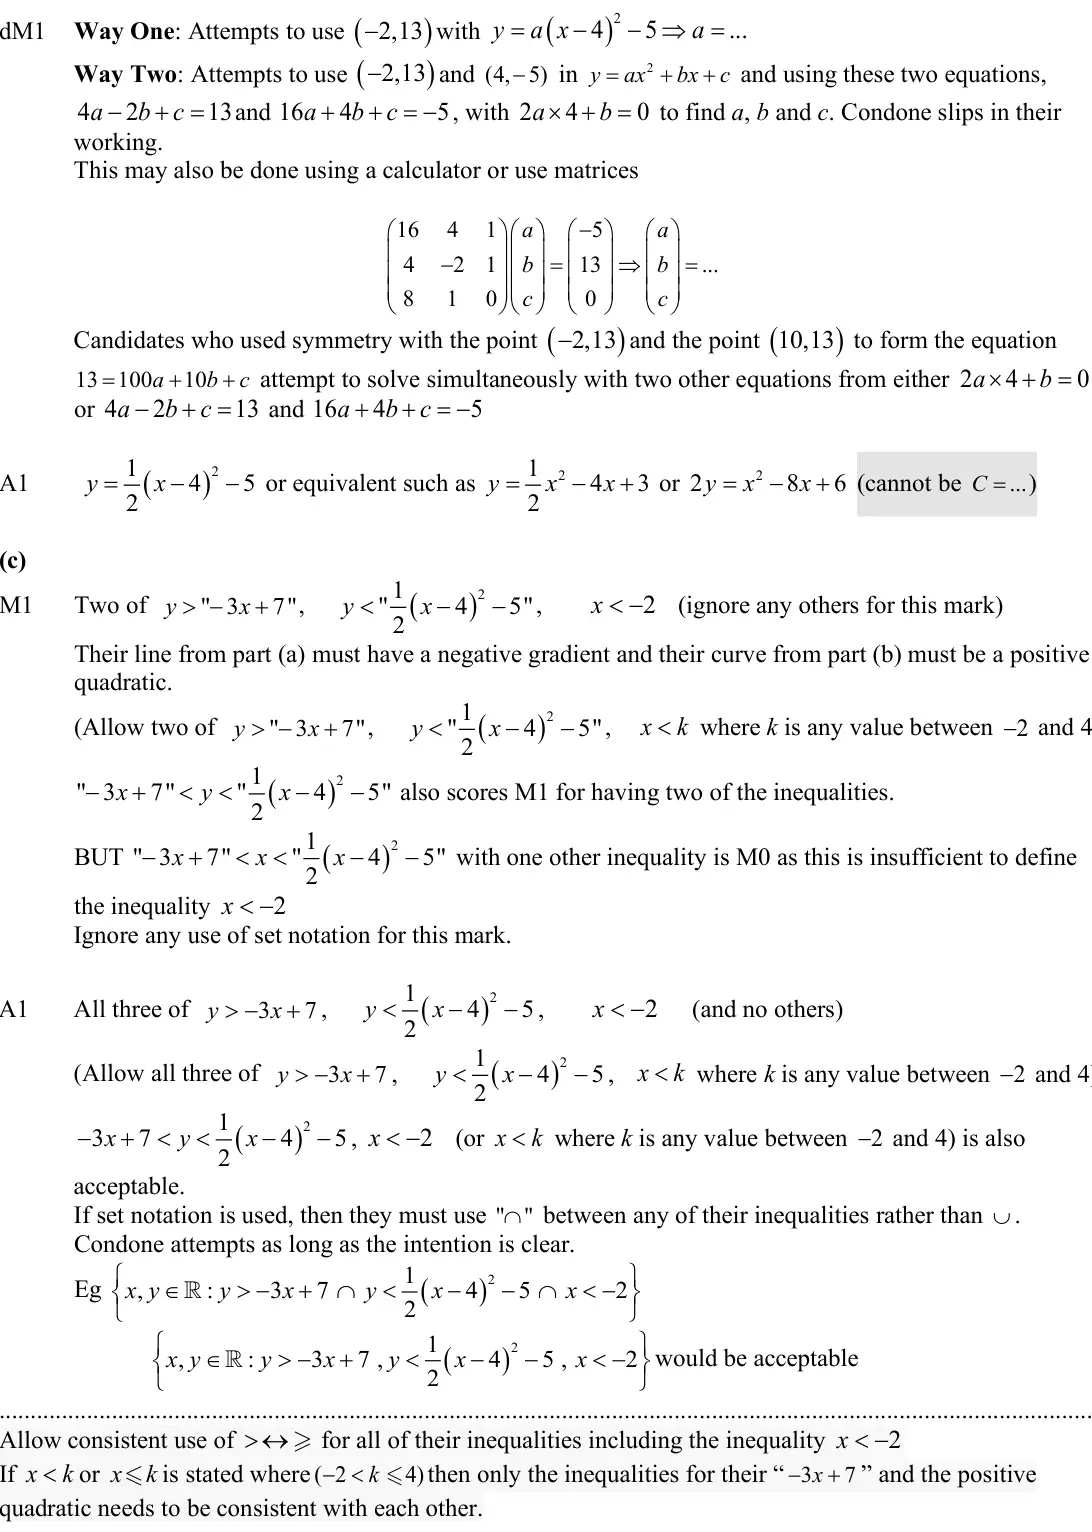 dM1 Way One: Attempts to use (−2,13) with y = a(x − 4)² − 5 ⇒ a = ...
Way Two: Attempts to use (−2,13) and (4,− 5) in y = ax² + bx + c and using these two equations,
4a − 2b + c = 13 and 16a + 4b + c = −5, with 2a × 4 + b = 0 to find a, b and c. Condone slips in their
working.
This may also be done using a calculator or use matrices
(16 4 1) (a) (−5) (a)
(4 −2 1) (b) = (13) ⇒ (b) = ...
(8 1 0) (c) (0) (c)
Candidates who used symmetry with the point (−2,13) and the point (10,13) to form the equation
13 = 100a + 10b + c attempt to solve simultaneously with two other equations from either 2a × 4 + b = 0
or 4a − 2b + c = 13 and 16a + 4b + c = −5
A1 y = 1/2 (x − 4)² − 5 or equivalent such as y = 1/2 x² − 4x + 3 or 2y = x² − 8x + 6 (cannot be C = ...)
(c)
M1 Two of y > "− 3x + 7", y < "1/2 (x − 4)² − 5", x < −2 (ignore any others for this mark)
Their line from part (a) must have a negative gradient and their curve from part (b) must be a positive
quadratic.
(Allow two of y > "− 3x + 7", y < "1/2 (x − 4)² − 5", x < k where k is any value between −2 and 4
"− 3x + 7" < y < "1/2 (x − 4)² − 5" also scores M1 for having two of the inequalities.
BUT "− 3x + 7" < x < "1/2 (x − 4)² − 5" with one other inequality is M0 as this is insufficient to define
the inequality x < −2
Ignore any use of set notation for this mark.
A1 All three of y > −3x + 7, y < 1/2 (x − 4)² − 5, x < −2 (and no others)
(Allow all three of y > −3x + 7, y < 1/2 (x − 4)² − 5, x < k where k is any value between −2 and 4)
−3x + 7 < y < 1/2 (x − 4)² − 5, x < −2 (or x < k where k is any value between −2 and 4) is also
acceptable.
If set notation is used, then they must use "∩" between any of their inequalities rather than ∪.
Condone attempts as long as the intention is clear.
Eg {x, y ∈ ℝ : y > −3x + 7 ∩ y < 1/2 (x − 4)² − 5 ∩ x < −2}
{x, y ∈ ℝ : y > −3x + 7 , y < 1/2 (x − 4)² − 5 , x < −2} would be acceptable
Allow consistent use of > ↔ ⩾ for all of their inequalities including the inequality x < −2
If x < k or x ⩽ k is stated where (−2 < k ⩽ 4) then only the inequalities for their “ −3x + 7 ” and the positive
quadratic needs to be consistent with each other.